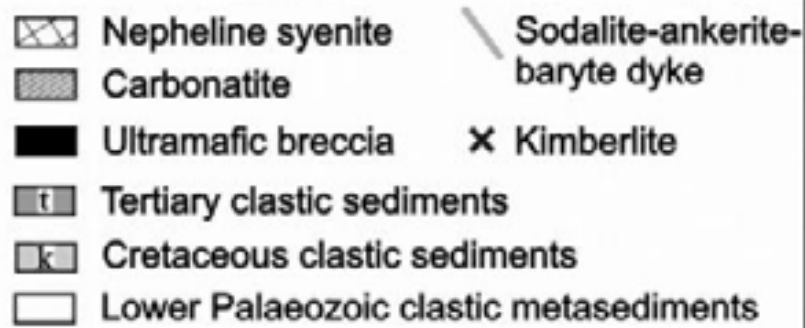 Nepheline syenite
Sodalite-ankerite-
baryte dyke
Carbonatite
Ultramafic breccia
Kimberlite
t Tertiary clastic sediments
k Cretaceous clastic sediments
Lower Palaeozoic clastic metasediments